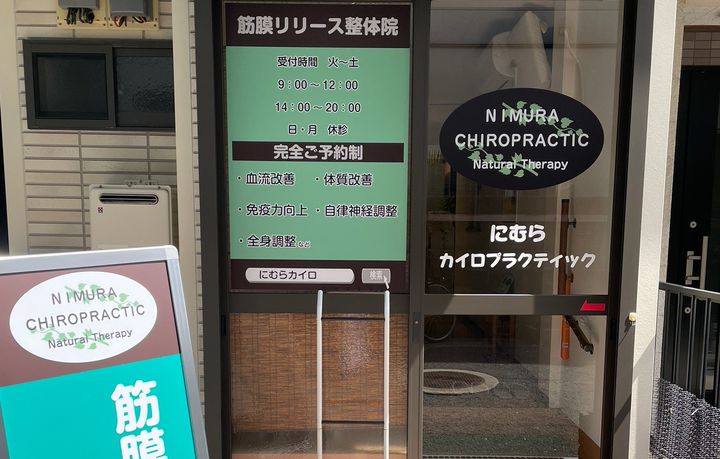 筋膜リリース整体院
受付時間 火～土
9：00～12：00
14：00～20：00
日・月 休診
完全ご予約制
・血流改善 ・体質改善
・免疫力向上 ・自律神経調整
・全身調整など
にむらカイロ 検索
NIMURA
CHIROPRACTIC
Natural Therapy
にむら
カイロプラクティック
NIMURA
CHIROPRACTIC
Natural Therapy
筋膜